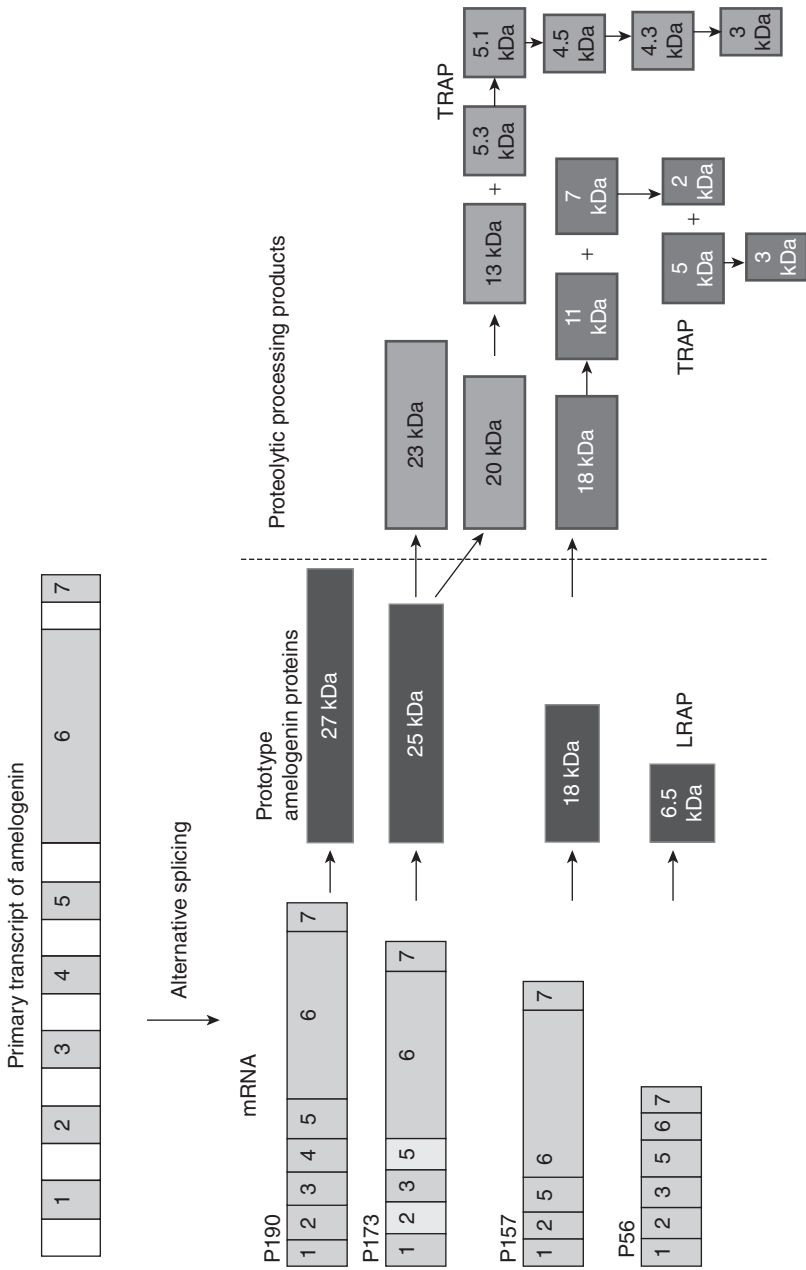 Primary transcript of amelogenin
1 2 3 4 5 6 7
Alternative splicing
mRNA
Prototype
amelogenin proteins
Proteolytic processing products
P190
1 2 3 4 5 6 7
27 kDa
P173
1 2 3 5 6 7
25 kDa
23 kDa
20 kDa
13 kDa
+
5.3
kDa
TRAP
5.1
kDa
4.5
kDa
4.3
kDa
3
kDa
P157
1 2 5 6 7
18 kDa
18 kDa
11
kDa
+
7
kDa
TRAP
5
kDa
+
2
kDa
3
kDa
P56
1 2 3 5 6 7
6.5
kDa
LRAP